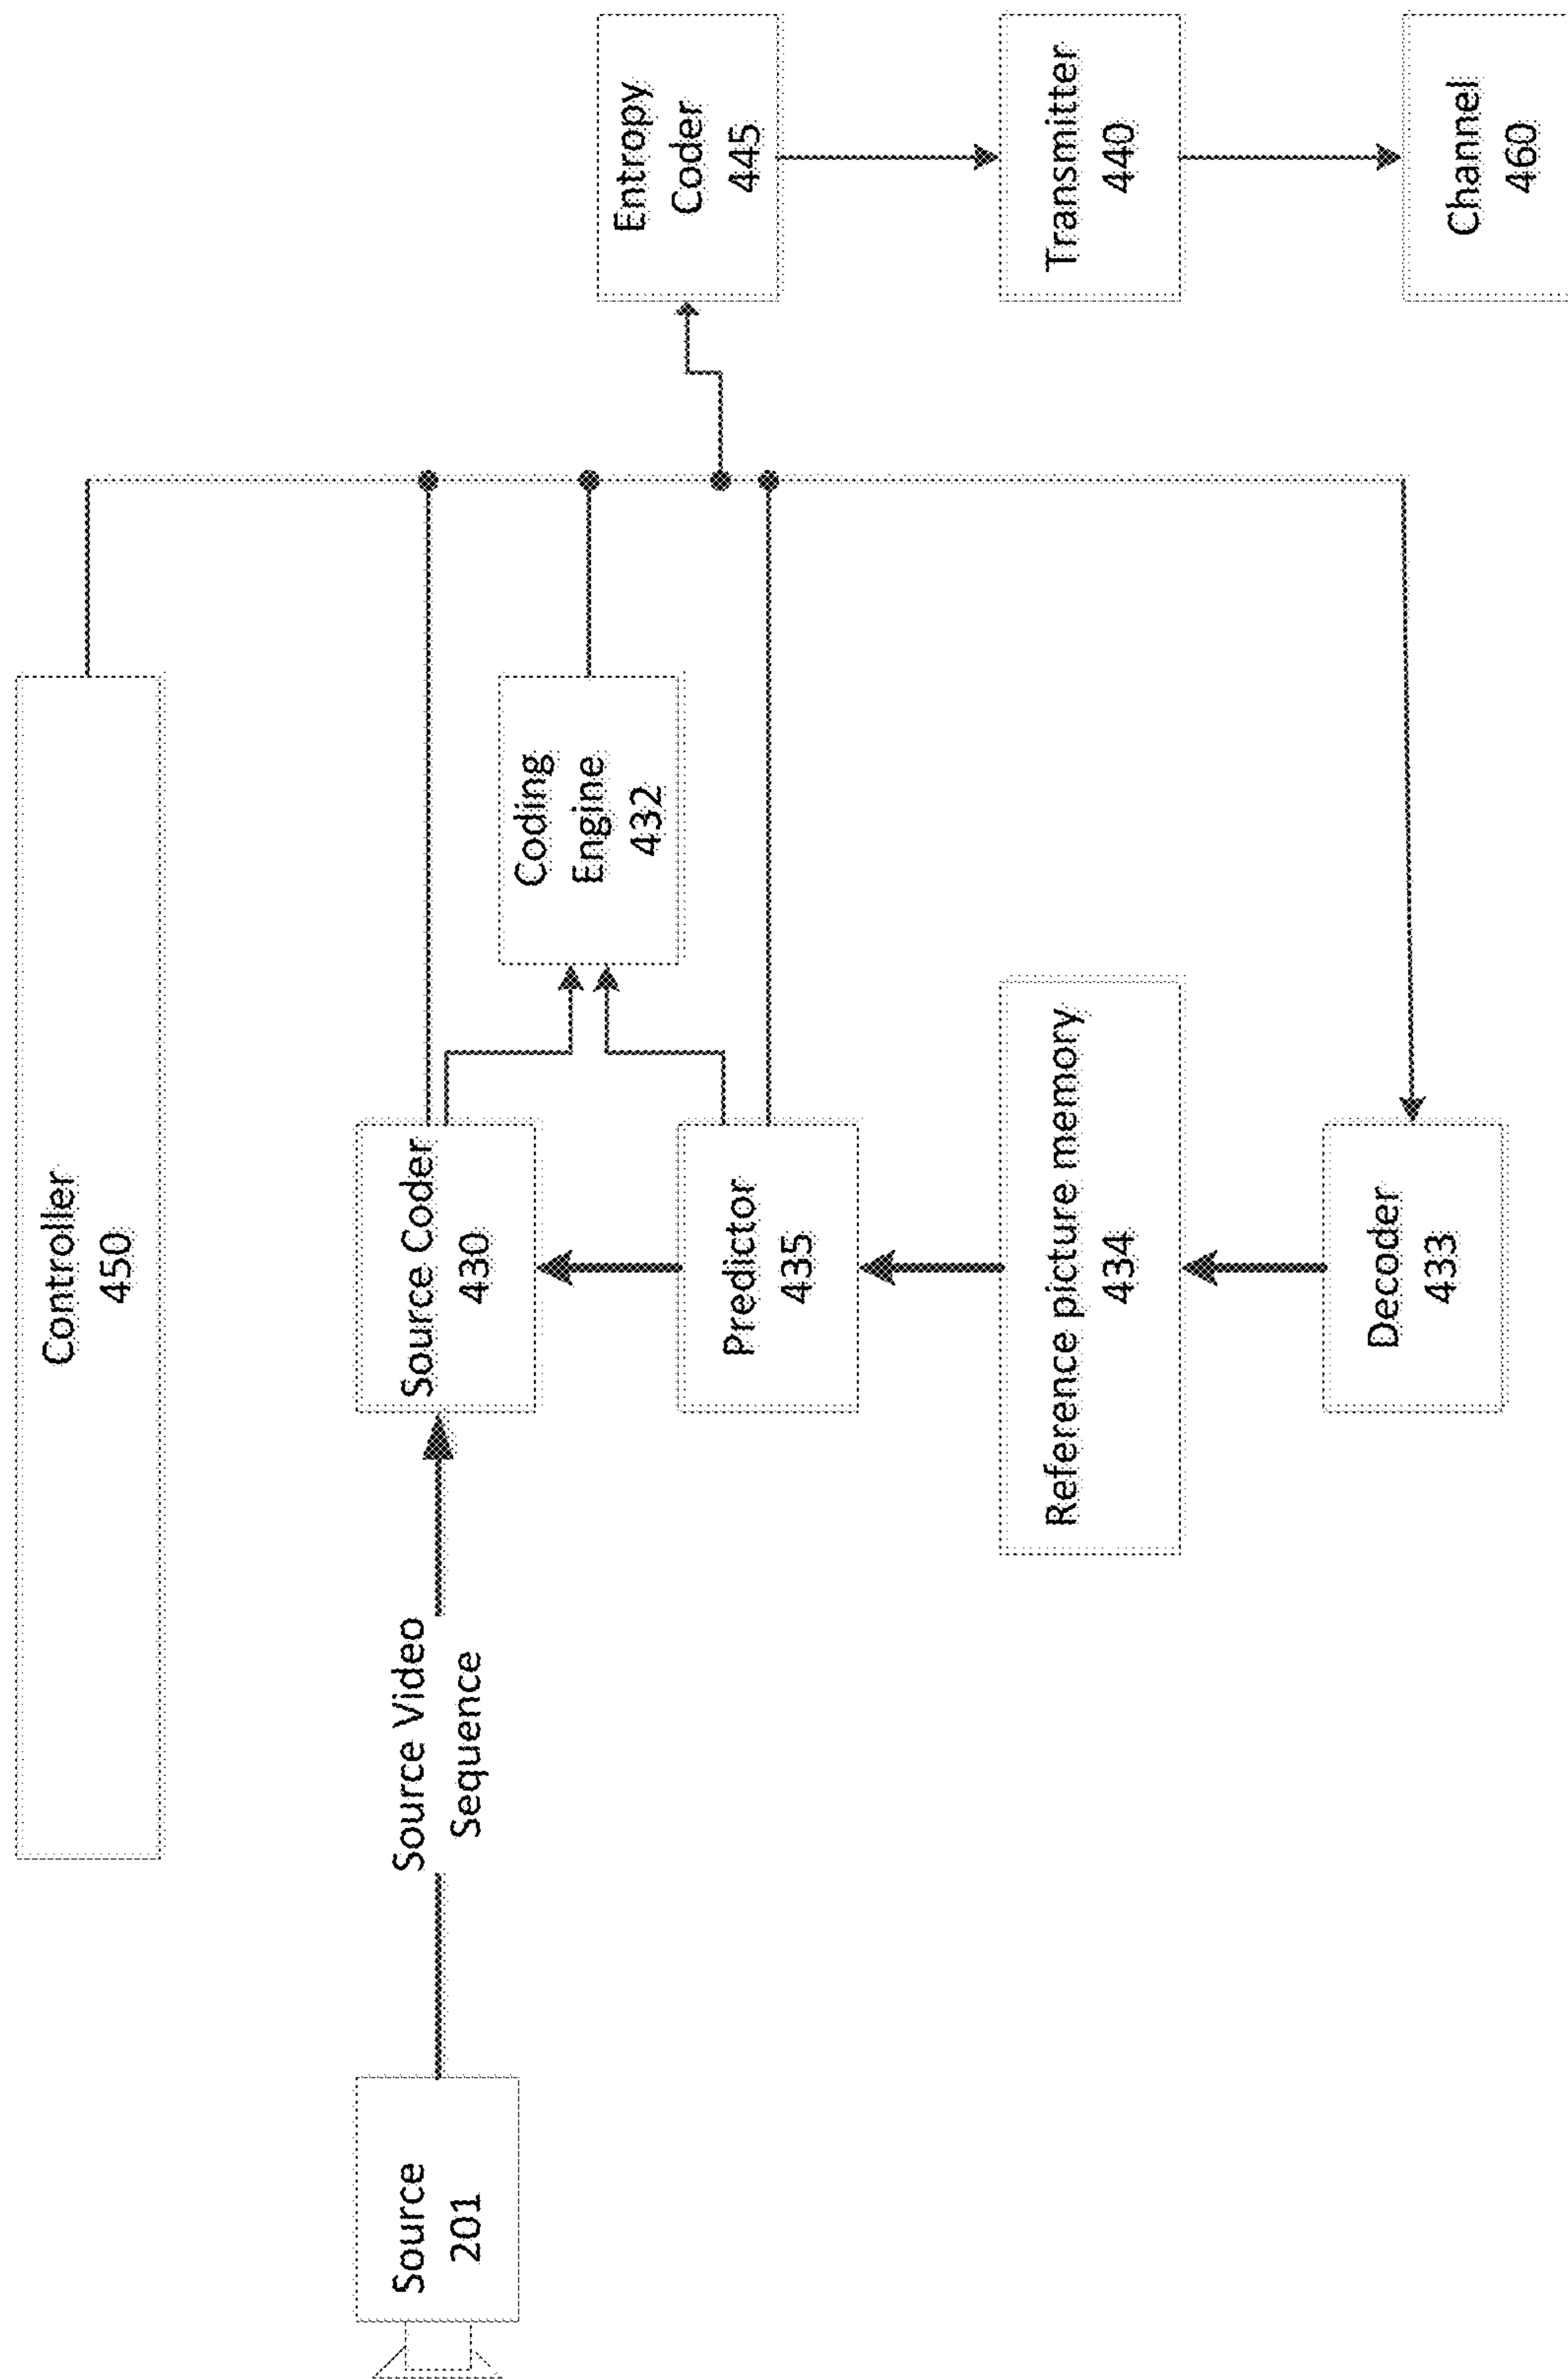 Controller
450
Source
201
Source Video
Sequence
Source Coder
430
Coding
Engine
432
Predictor
435
Reference picture memory
434
Decoder
433
Entropy
Coder
445
Transmitter
440
Channel
460